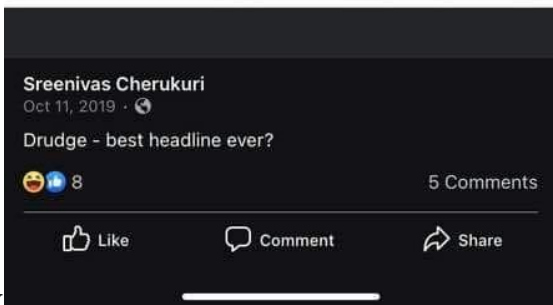 Sreenivas Cherukuri
Oct 11, 2019 ·
Drudge - best headline ever?
8 5 Comments
Like Comment Share